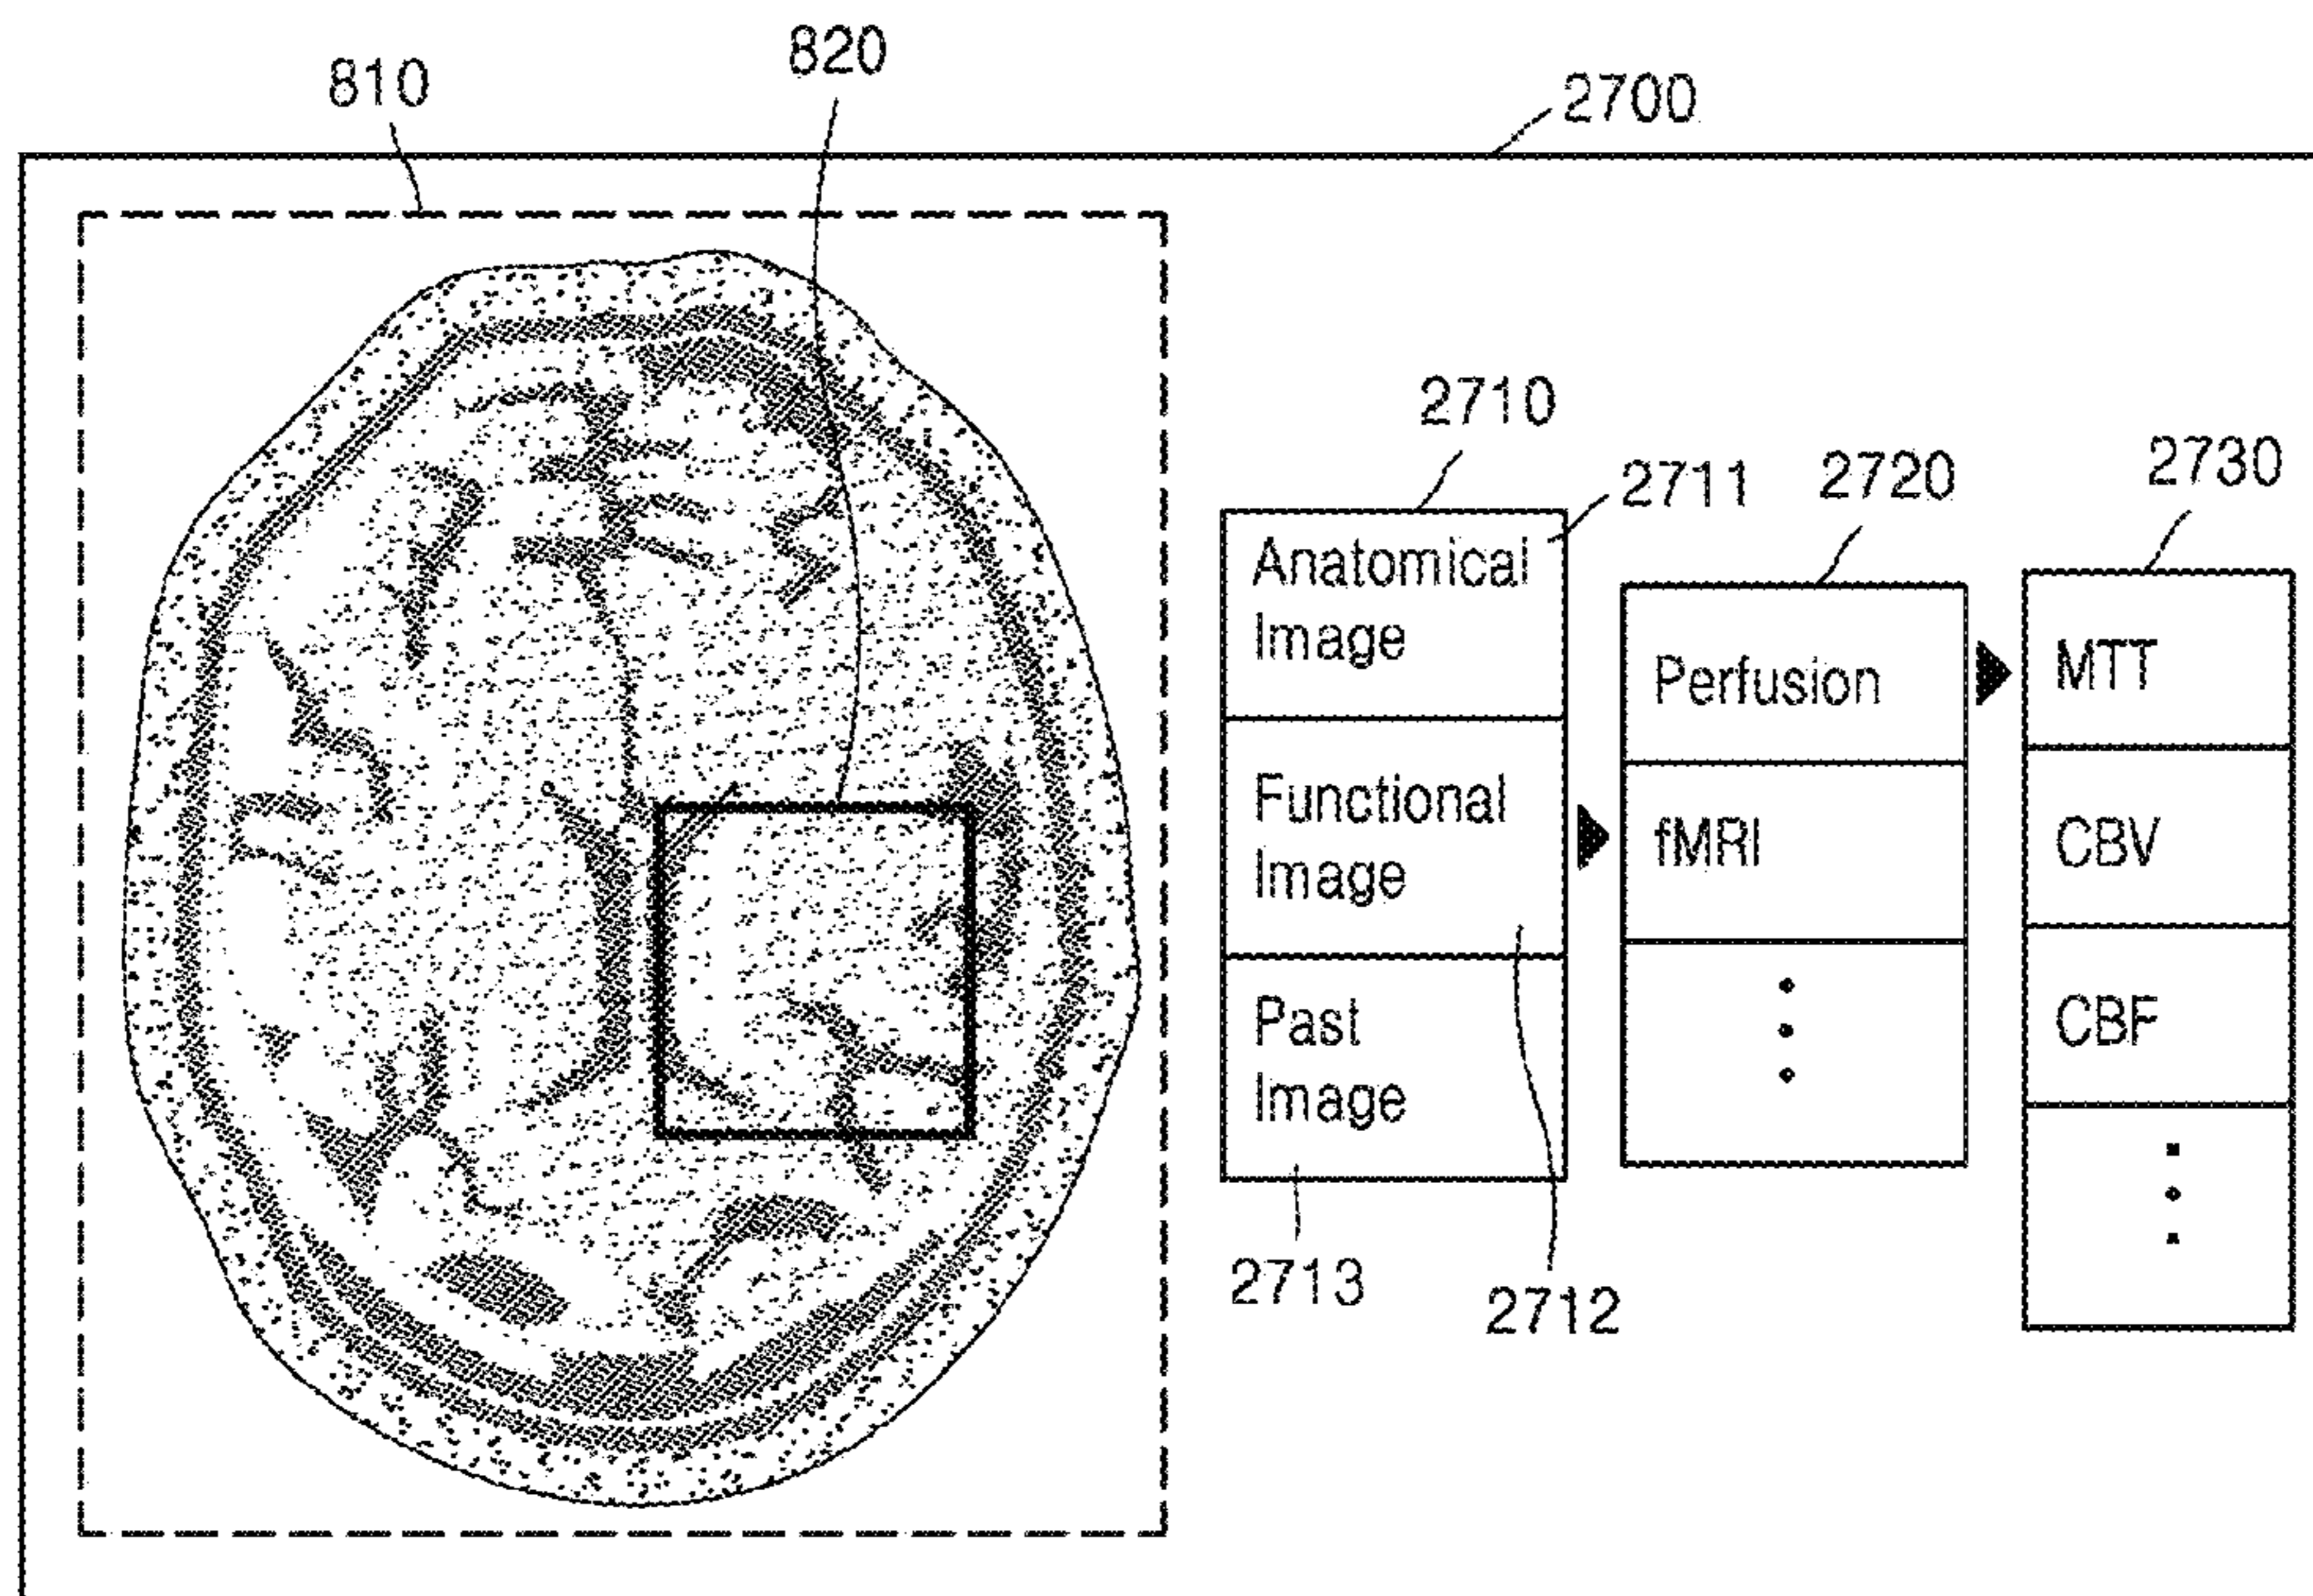 820
810
2700
2710
2711
2720
2730
Anatomical
Image
Functional
Image
Past
Image
Perfusion
fMRI
MTT
CBV
CBF
2713
2712